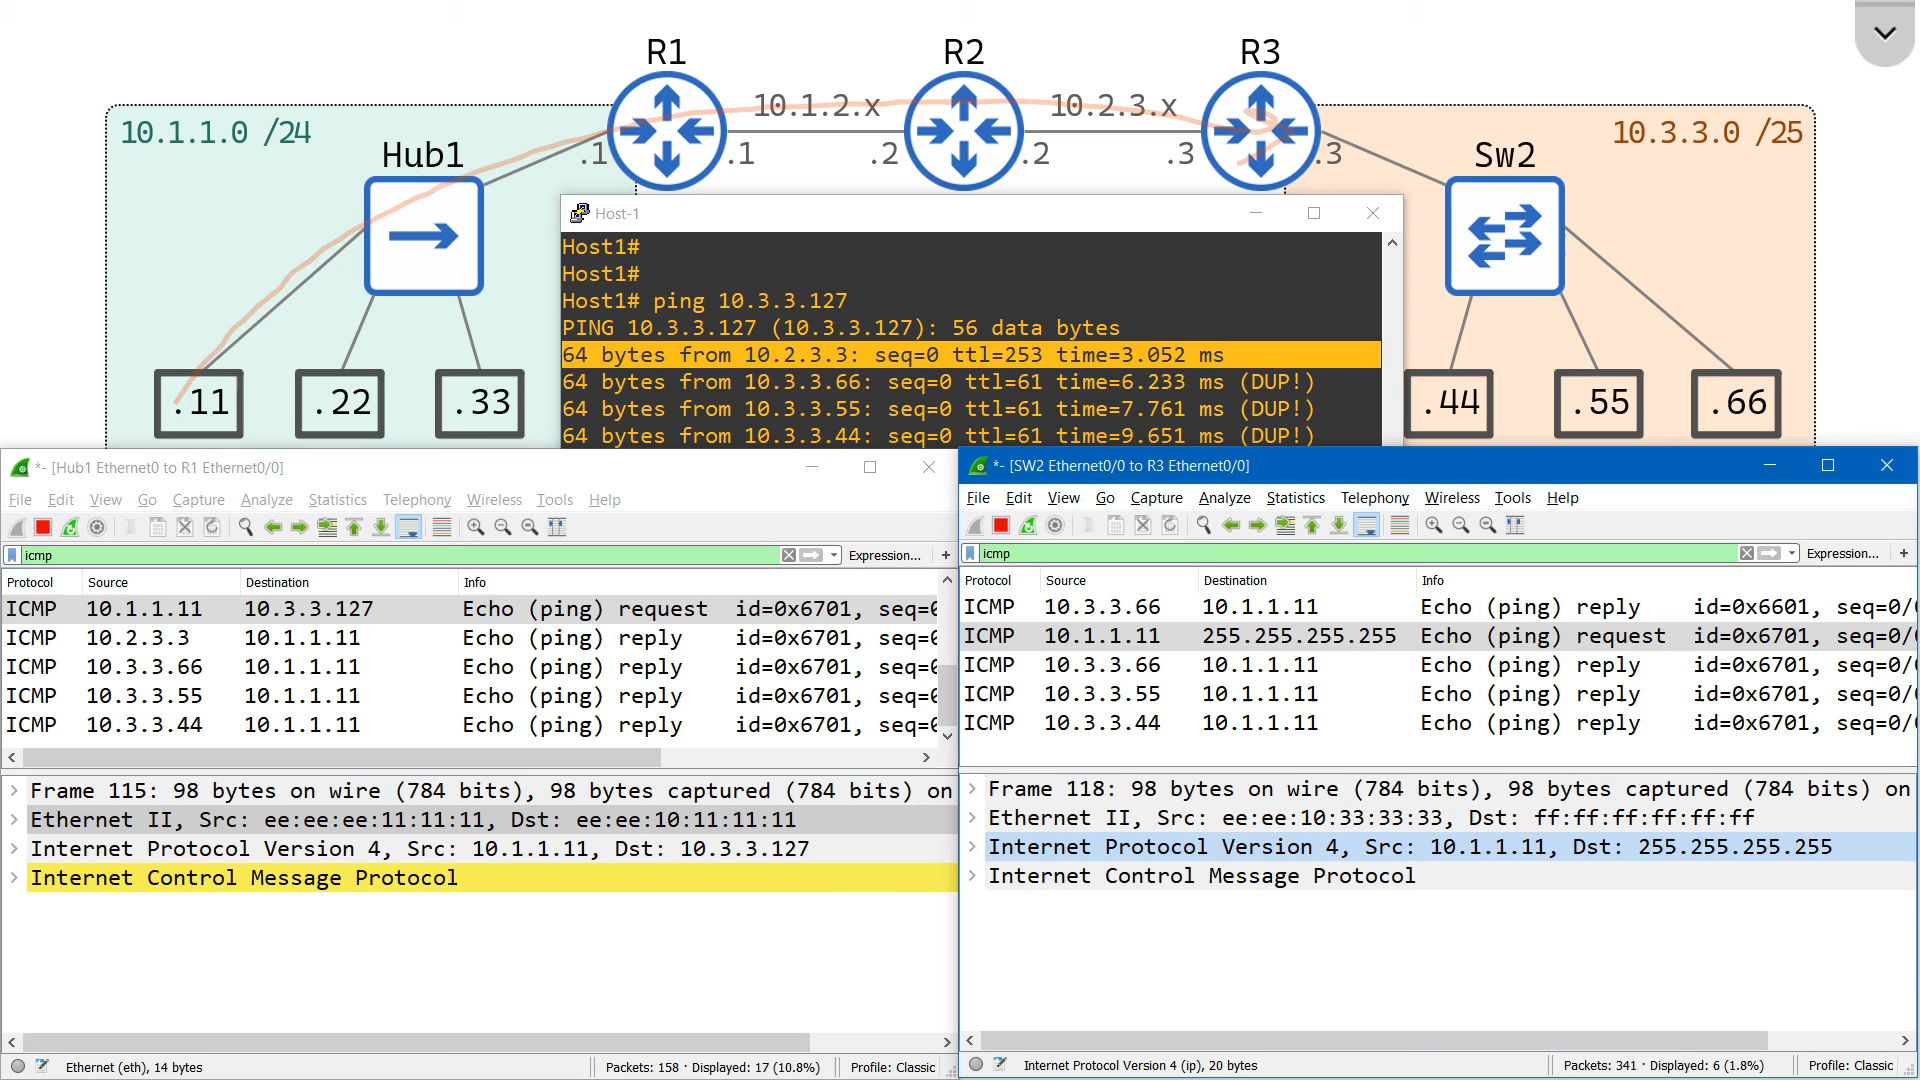 R1
R2
R3
10.1.2.x
10.2.3.x
10.1.1.0 /24
10.3.3.0 /25
Hub1
Sw2
.1
.1
.2
.2
.3
.3
Host-1
Host1#
Host1#
Host1# ping 10.3.3.127
PING 10.3.3.127 (10.3.3.127): 56 data bytes
64 bytes from 10.2.3.3: seq=0 ttl=253 time=3.052 ms
64 bytes from 10.3.3.66: seq=0 ttl=61 time=6.233 ms (DUP!)
64 bytes from 10.3.3.55: seq=0 ttl=61 time=7.761 ms (DUP!)
64 bytes from 10.3.3.44: seq=0 ttl=61 time=9.651 ms (DUP!)
.11
.22
.33
.44
.55
.66
*- [Hub1 Ethernet0 to R1 Ethernet0/0]
File Edit View Go Capture Analyze Statistics Telephony Wireless Tools Help
icmp
Expression... +
Protocol Source Destination Info
ICMP 10.1.1.11 10.3.3.127 Echo (ping) request id=0x6701, seq=0
ICMP 10.2.3.3 10.1.1.11 Echo (ping) reply id=0x6701, seq=0
ICMP 10.3.3.66 10.1.1.11 Echo (ping) reply id=0x6701, seq=0
ICMP 10.3.3.55 10.1.1.11 Echo (ping) reply id=0x6701, seq=0
ICMP 10.3.3.44 10.1.1.11 Echo (ping) reply id=0x6701, seq=0
Frame 115: 98 bytes on wire (784 bits), 98 bytes captured (784 bits) on
Ethernet II, Src: ee:ee:ee:11:11:11, Dst: ee:ee:10:11:11:11
Internet Protocol Version 4, Src: 10.1.1.11, Dst: 10.3.3.127
Internet Control Message Protocol
Ethernet (eth), 14 bytes
Packets: 158 · Displayed: 17 (10.8%)
Profile: Classic
*- [SW2 Ethernet0/0 to R3 Ethernet0/0]
File Edit View Go Capture Analyze Statistics Telephony Wireless Tools Help
icmp
Expression... +
Protocol Source Destination Info
ICMP 10.3.3.66 10.1.1.11 Echo (ping) reply id=0x6601, seq=0/
ICMP 10.1.1.11 255.255.255.255 Echo (ping) request id=0x6701, seq=0/
ICMP 10.3.3.66 10.1.1.11 Echo (ping) reply id=0x6701, seq=0/
ICMP 10.3.3.55 10.1.1.11 Echo (ping) reply id=0x6701, seq=0/
ICMP 10.3.3.44 10.1.1.11 Echo (ping) reply id=0x6701, seq=0/
Frame 118: 98 bytes on wire (784 bits), 98 bytes captured (784 bits) on
Ethernet II, Src: ee:ee:10:33:33:33, Dst: ff:ff:ff:ff:ff:ff
Internet Protocol Version 4, Src: 10.1.1.11, Dst: 255.255.255.255
Internet Control Message Protocol
Internet Protocol Version 4 (ip), 20 bytes
Packets: 341 · Displayed: 6 (1.8%)
Profile: Classic